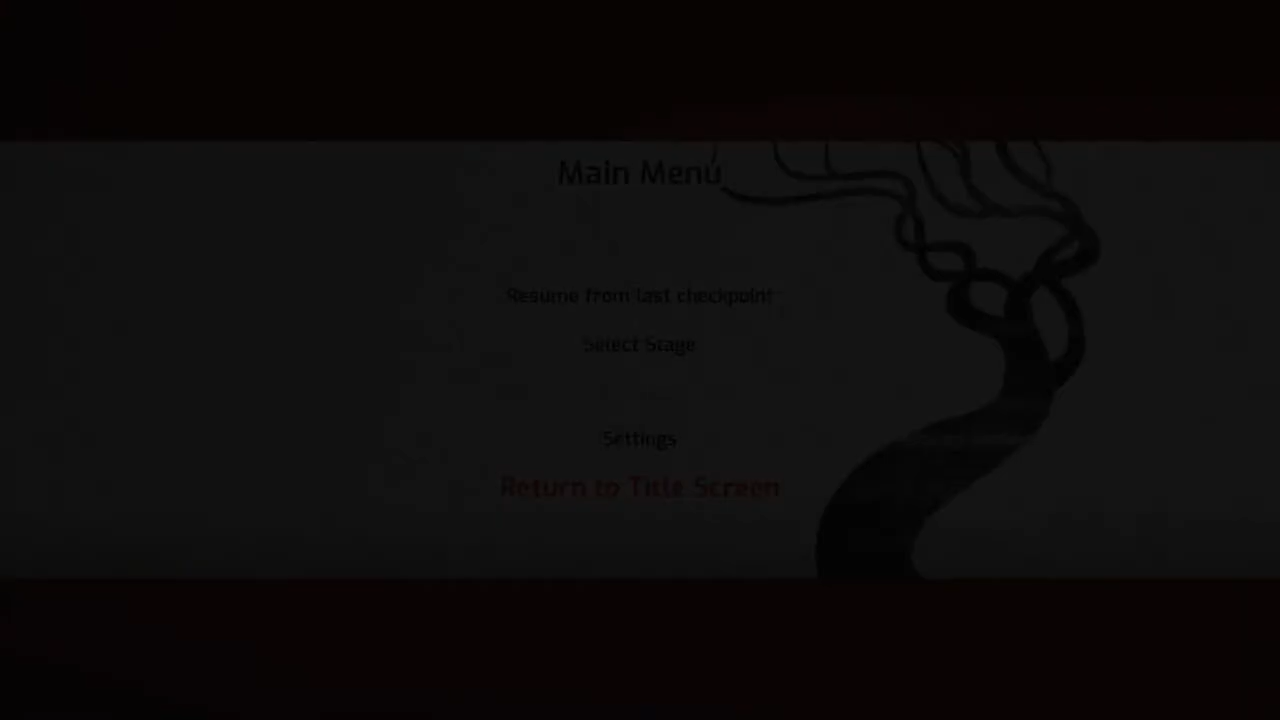 Main Menu
Resume from last checkpoint
Select Stage
Settings
Return to Title Screen